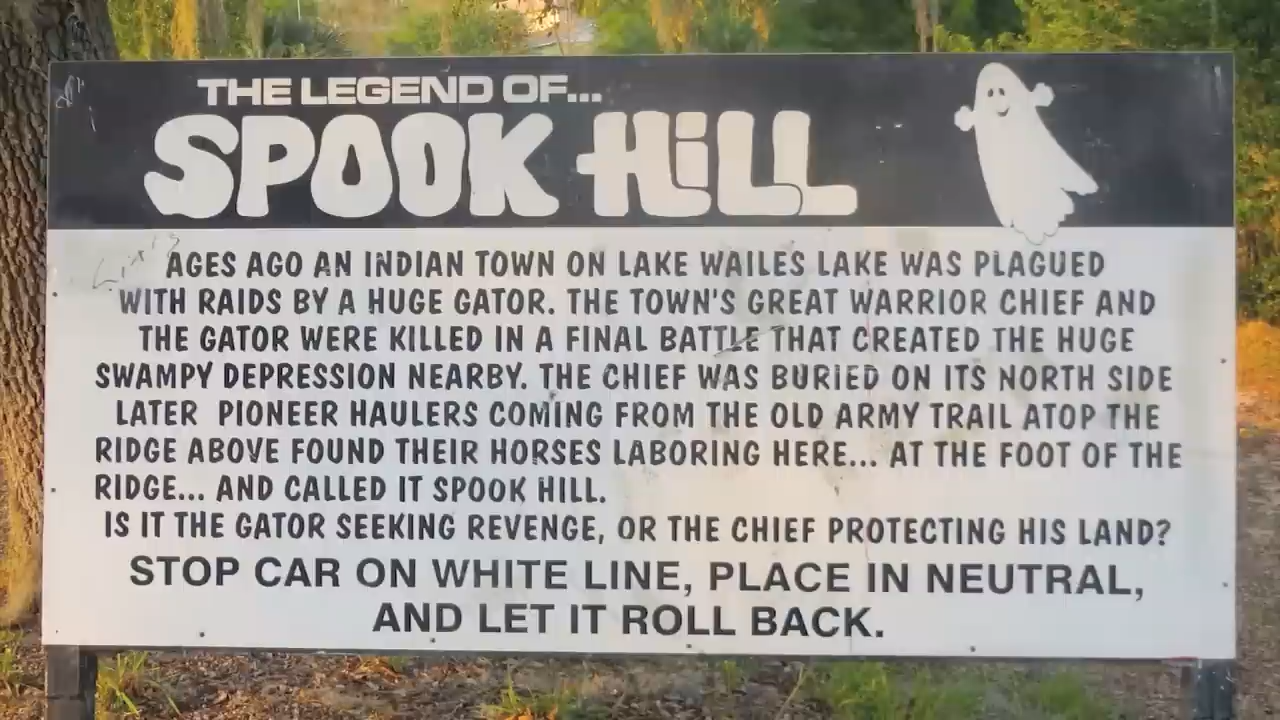 THE LEGEND OF...
SPOOK HiLL
AGES AGO AN INDIAN TOWN ON LAKE WAILES LAKE WAS PLAGUED
WITH RAIDS BY A HUGE GATOR. THE TOWN'S GREAT WARRIOR CHIEF AND
THE GATOR WERE KILLED IN A FINAL BATTLE THAT CREATED THE HUGE
SWAMPY DEPRESSION NEARBY. THE CHIEF WAS BURIED ON ITS NORTH SIDE
LATER PIONEER HAULERS COMING FROM THE OLD ARMY TRAIL ATOP THE
RIDGE ABOVE FOUND THEIR HORSES LABORING HERE... AT THE FOOT OF THE
RIDGE... AND CALLED IT SPOOK HILL.
IS IT THE GATOR SEEKING REVENGE, OR THE CHIEF PROTECTING HIS LAND?
STOP CAR ON WHITE LINE, PLACE IN NEUTRAL,
AND LET IT ROLL BACK.